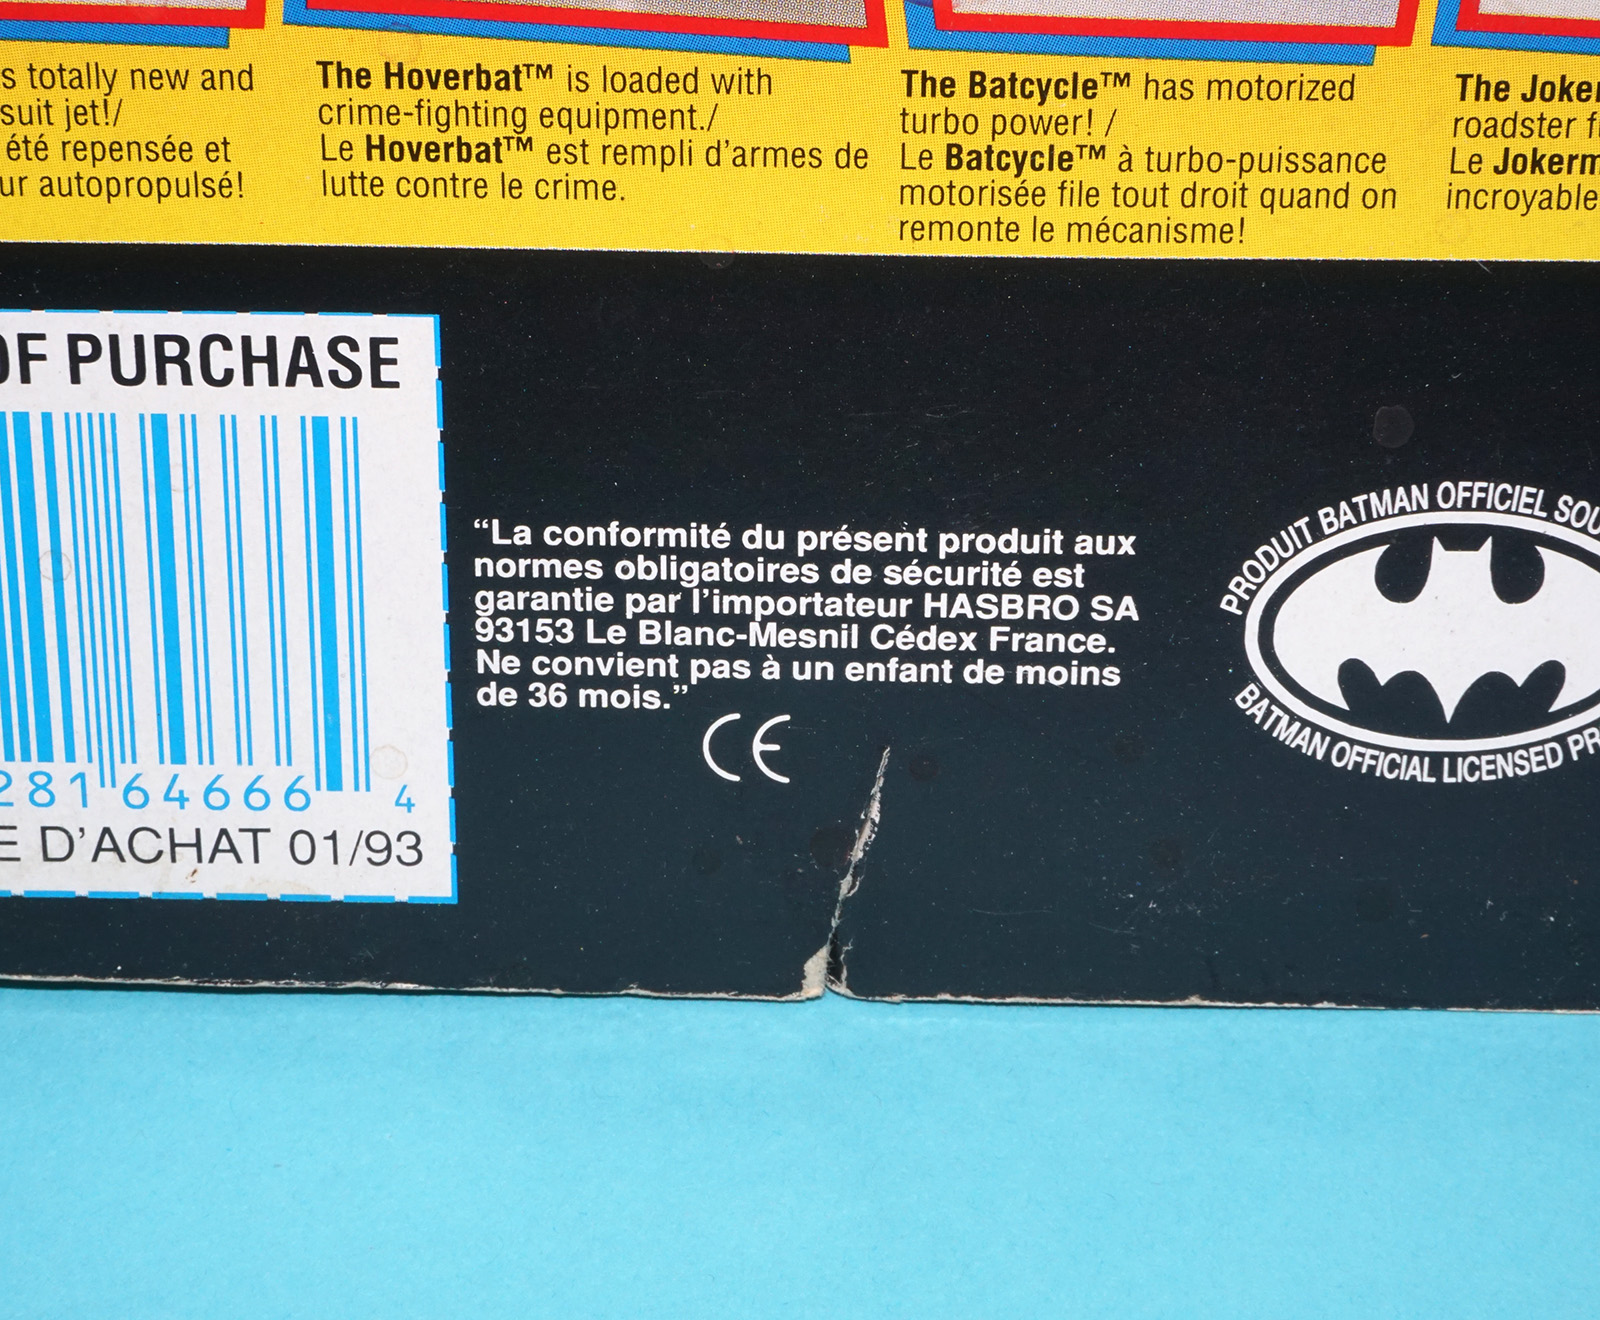 s totally new and
suit jet!/
été repensée et
ur autopropulsé!
The Hoverbat™ is loaded with
crime-fighting equipment./
Le Hoverbat™ est rempli d'armes de
lutte contre le crime.
The Batcycle™ has motorized
turbo power! /
Le Batcycle™ à turbo-puissance
motorisée file tout droit quand on
remonte le mécanisme!
The Joker
roadster f
Le Jokerm
incroyable
OF PURCHASE
281 64666 4
E D'ACHAT 01/93
“La conformité du présent produit aux
normes obligatoires de sécurité est
garantie par l'importateur HASBRO SA
93153 Le Blanc-Mesnil Cédex France.
Ne convient pas à un enfant de moins
de 36 mois.”
CE
PRODUIT BATMAN OFFICIEL SOU
BATMAN OFFICIAL LICENSED PR